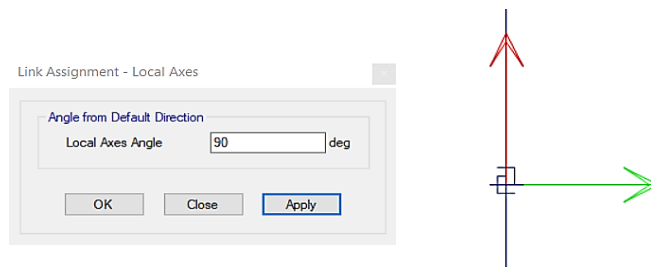 Link Assignment - Local Axes
Angle from Default Direction
Local Axes Angle 90 deg
OK Close Apply